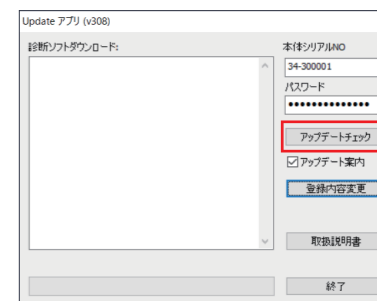 Update アプリ (v308)
診断ソフトダウンロード:
本体シリアルNO
34-300001
パスワード
●●●●●●●●●●●●●●
アップデートチェック
アップデート案内
登録内容変更
取扱説明書
終了